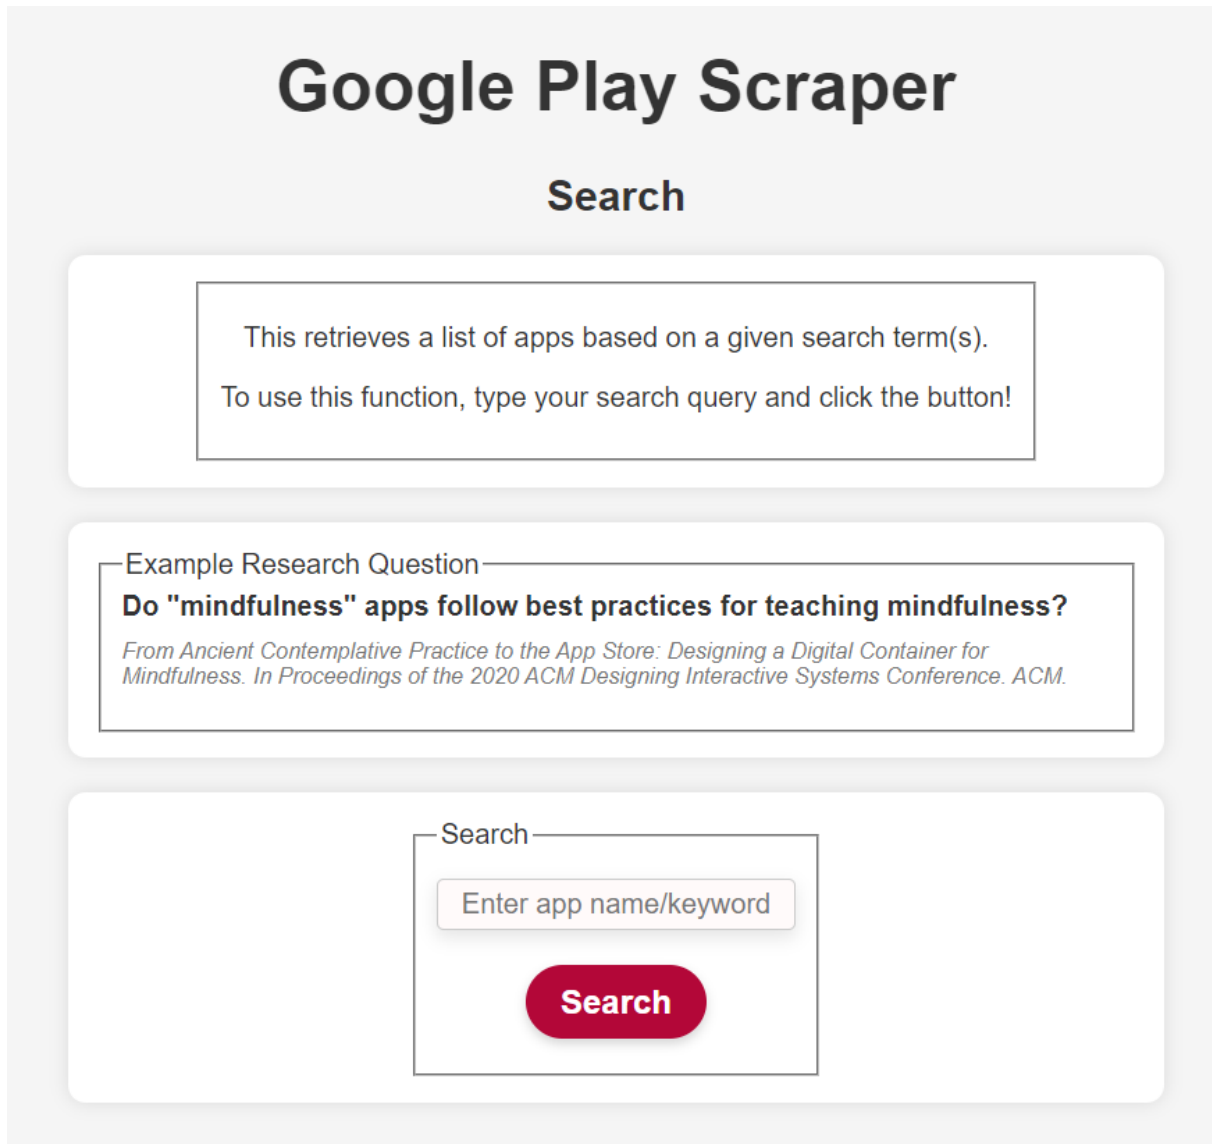 Google Play Scraper
Search
This retrieves a list of apps based on a given search term(s).
To use this function, type your search query and click the button!
Example Research Question
Do "mindfulness" apps follow best practices for teaching mindfulness?
From Ancient Contemplative Practice to the App Store: Designing a Digital Container for
Mindfulness. In Proceedings of the 2020 ACM Designing Interactive Systems Conference. ACM.
Search
Enter app name/keyword
Search